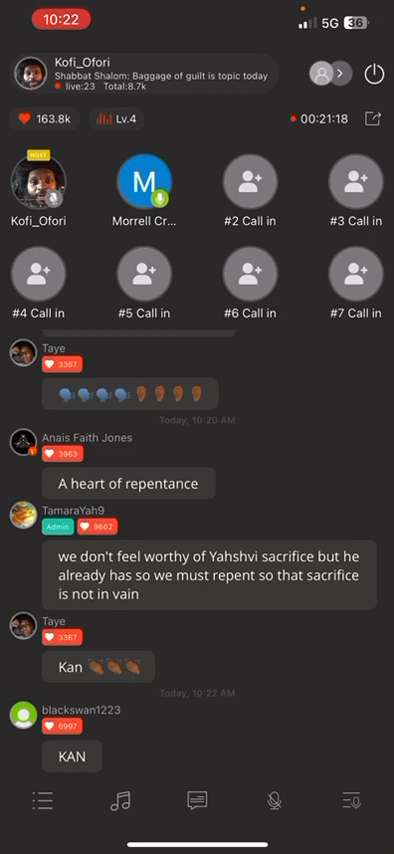 10:22
5G 36
Kofi_Ofori
Shabbat Shalom: Baggage of guilt is topic today
live:23 Total:8.7k
163.8k
Lv.4
00:21:18
HOST
M
Kofi_Ofori
Morrell Cr...
#2 Call in
#3 Call in
#4 Call in
#5 Call in
#6 Call in
#7 Call in
Taye
3367
🗣🗣🗣🗣👂🏾👂🏾👂🏾👂🏾
Today, 10:20 AM
Anais Faith Jones
3963
A heart of repentance
TamaraYah9
Admin 9662
we don't feel worthy of Yahshvi sacrifice but he
already has so we must repent so that sacrifice
is not in vain
Taye
3367
Kan 👏🏾👏🏾👏🏾
Today, 10:22 AM
blackswan1223
6997
KAN